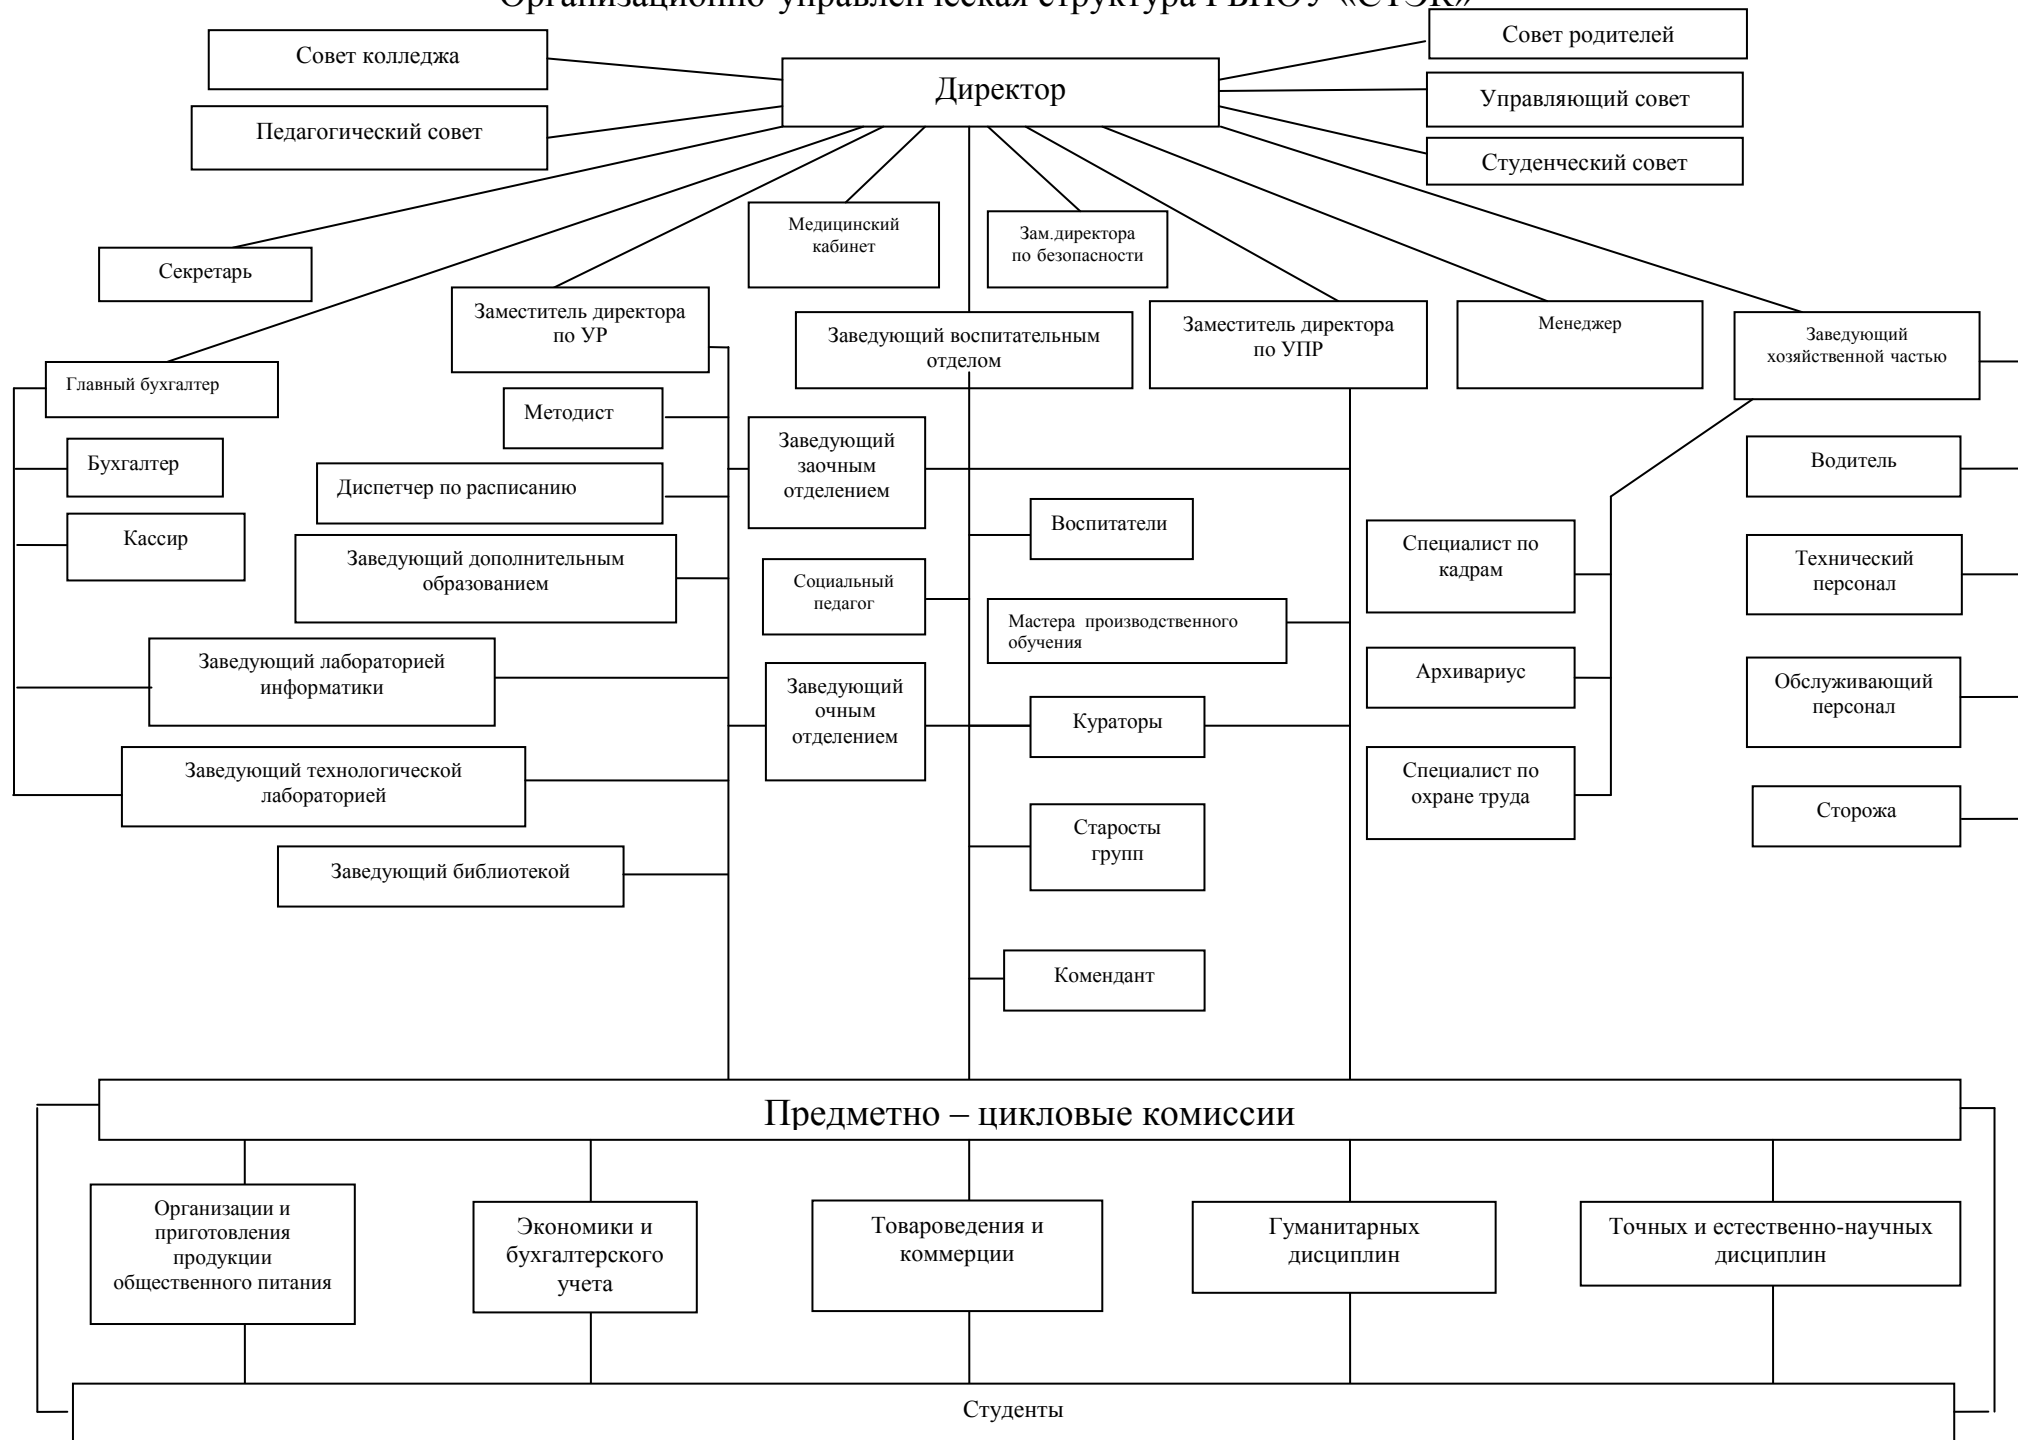 Организационно-управленческая структура ГБПОУ «СТЭК»
Совет колледжа
Педагогический совет
Директор
Совет родителей
Управляющий совет
Студенческий совет
Секретарь
Медицинский
кабинет
Зам.директора
по безопасности
Главный бухгалтер
Заместитель директора
по УР
Заведующий воспитательным
отделом
Заместитель директора
по УПР
Менеджер
Заведующий
хозяйственной частью
Бухгалтер
Кассир
Методист
Диспетчер по расписанию
Заведующий дополнительным
образованием
Заведующий лабораторией
информатики
Заведующий технологической
лабораторией
Заведующий библиотекой
Заведующий
заочным
отделением
Социальный
педагог
Заведующий
очным
отделением
Воспитатели
Мастера производственного
обучения
Кураторы
Старосты
групп
Комендант
Специалист по
кадрам
Архивариус
Специалист по
охране труда
Водитель
Технический
персонал
Обслуживающий
персонал
Сторожа
Предметно – цикловые комиссии
Организации и
приготовления
продукции
общественного питания
Экономики и
бухгалтерского
учета
Товароведения и
коммерции
Гуманитарных
дисциплин
Точных и естественно-научных
дисциплин
Студенты